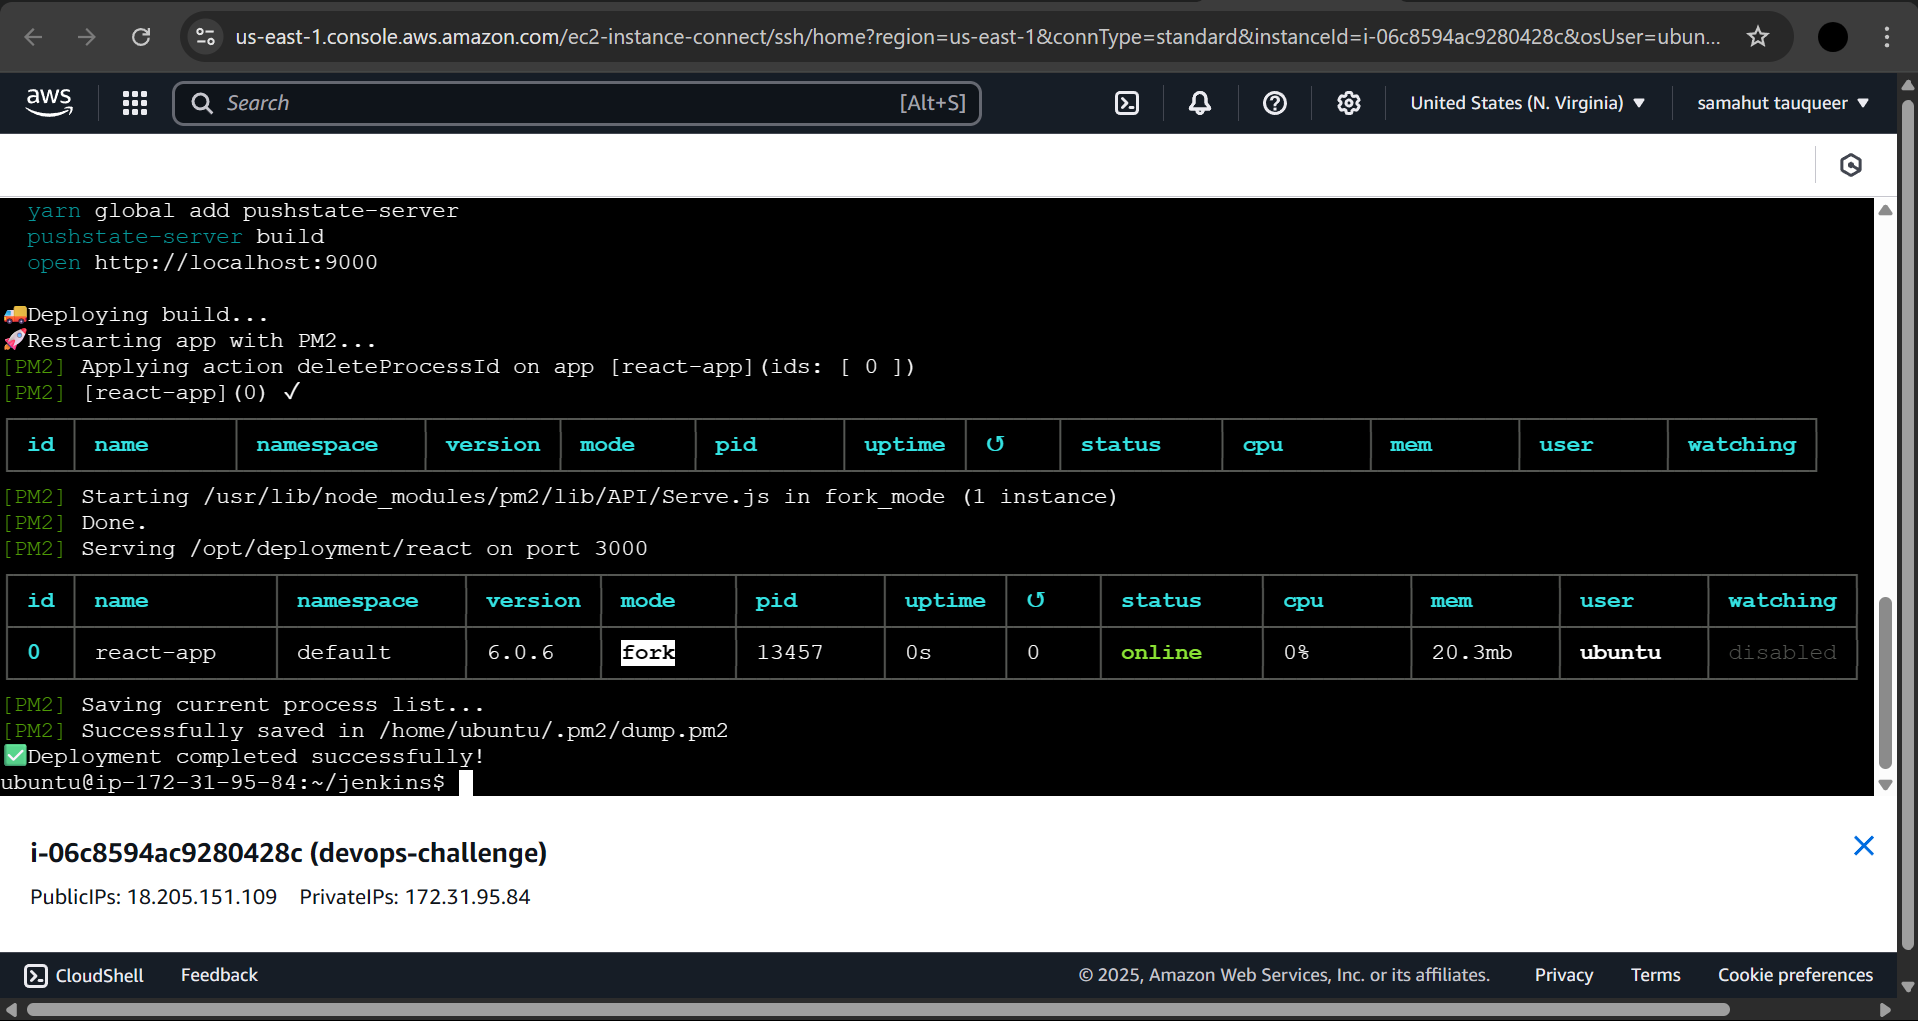 us-east-1.console.aws.amazon.com/ec2-instance-connect/ssh/home?region=us-east-1&connType=standard&instanceId=i-06c8594ac9280428c&osUser=ubun...
aws Search [Alt+S] United States (N. Virginia) samahut tauqueer
yarn global add pushstate-server
pushstate-server build
open http://localhost:9000
🚚Deploying build...
🚀Restarting app with PM2...
[PM2] Applying action deleteProcessId on app [react-app](ids: [ 0 ])
[PM2] [react-app](0) ✓
id name namespace version mode pid uptime ↺ status cpu mem user watching
[PM2] Starting /usr/lib/node_modules/pm2/lib/API/Serve.js in fork_mode (1 instance)
[PM2] Done.
[PM2] Serving /opt/deployment/react on port 3000
id name namespace version mode pid uptime ↺ status cpu mem user watching
0 react-app default 6.0.6 fork 13457 0s 0 online 0% 20.3mb ubuntu disabled
[PM2] Saving current process list...
[PM2] Successfully saved in /home/ubuntu/.pm2/dump.pm2
✅Deployment completed successfully!
ubuntu@ip-172-31-95-84:~/jenkins$
i-06c8594ac9280428c (devops-challenge)
PublicIPs: 18.205.151.109 PrivateIPs: 172.31.95.84
CloudShell Feedback © 2025, Amazon Web Services, Inc. or its affiliates. Privacy Terms Cookie preferences